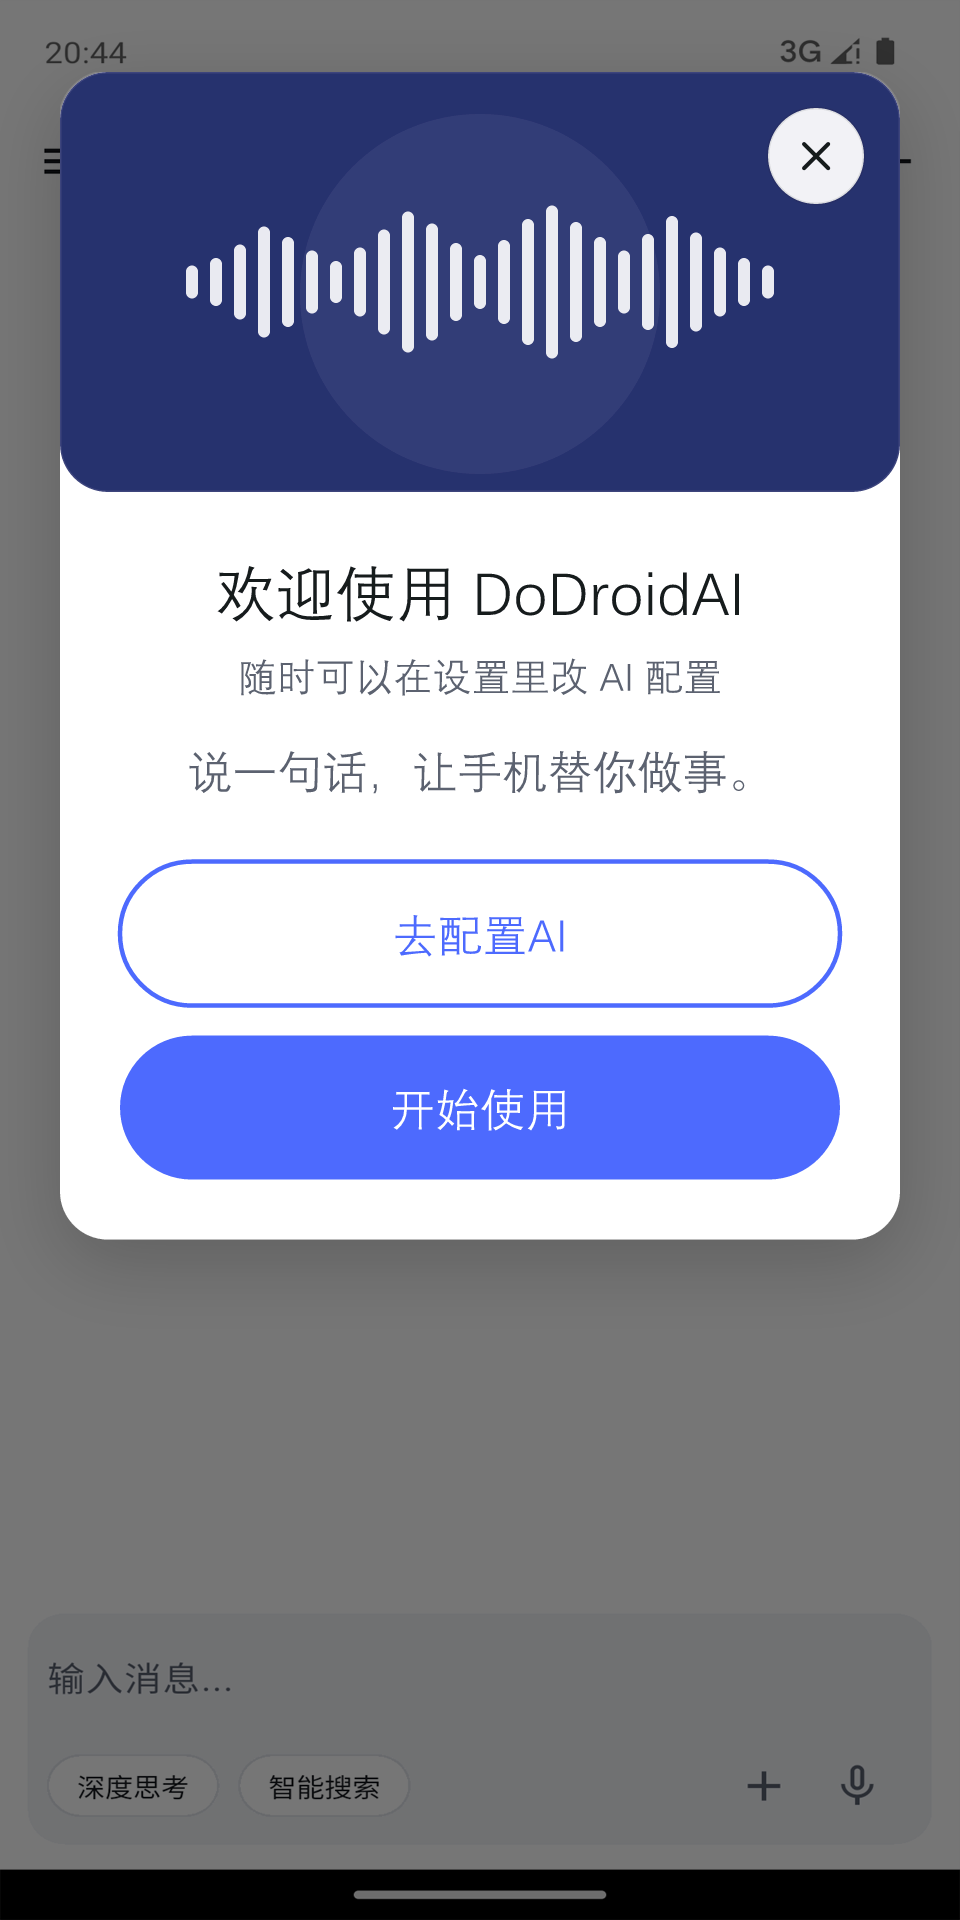 20:44
3G
欢迎使用 DoDroidAI
随时可以在设置里改 AI 配置
说一句话，让手机替你做事。
去配置AI
开始使用
输入消息...
深度思考
智能搜索